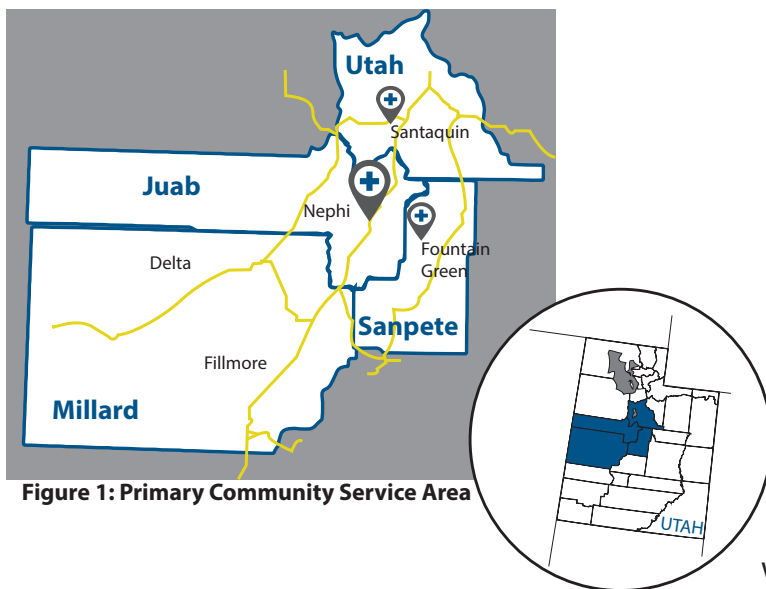 Utah
Santaquin
Juab
Nephi
Fountain
Green
Delta
Sanpete
Fillmore
Millard
Figure 1: Primary Community Service Area
UTAH